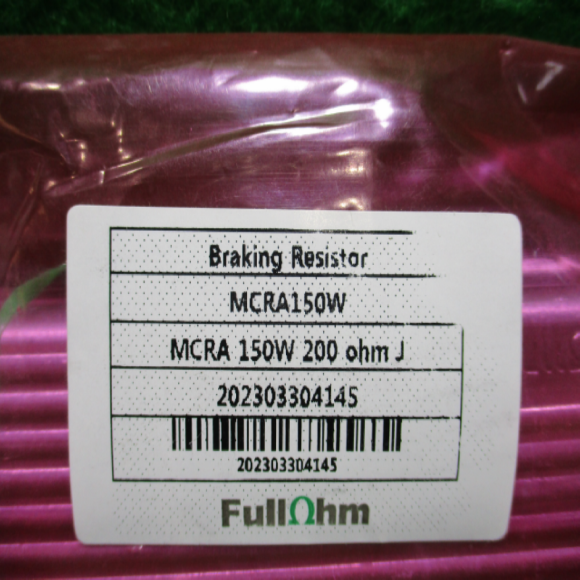 Braking Resistor
MCRA150W
MCRA 150W 200 ohm J
202303304145
202303304145
FullΩhm